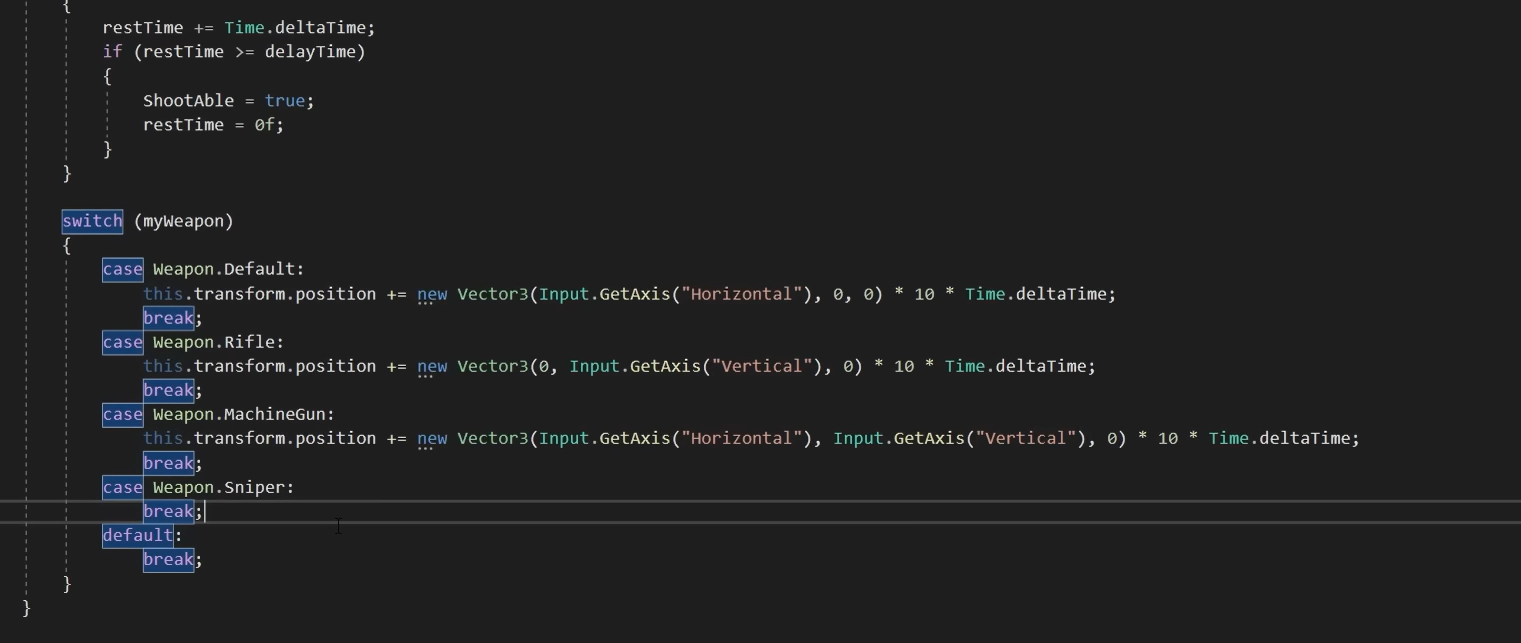 {
restTime += Time.deltaTime;
if (restTime >= delayTime)
{
ShootAble = true;
restTime = 0f;
}
}
switch (myWeapon)
{
case Weapon.Default:
this.transform.position += new Vector3(Input.GetAxis("Horizontal"), 0, 0) * 10 * Time.deltaTime;
break;
case Weapon.Rifle:
this.transform.position += new Vector3(0, Input.GetAxis("Vertical"), 0) * 10 * Time.deltaTime;
break;
case Weapon.MachineGun:
this.transform.position += new Vector3(Input.GetAxis("Horizontal"), Input.GetAxis("Vertical"), 0) * 10 * Time.deltaTime;
break;
case Weapon.Sniper:
break;
default:
break;
}
}